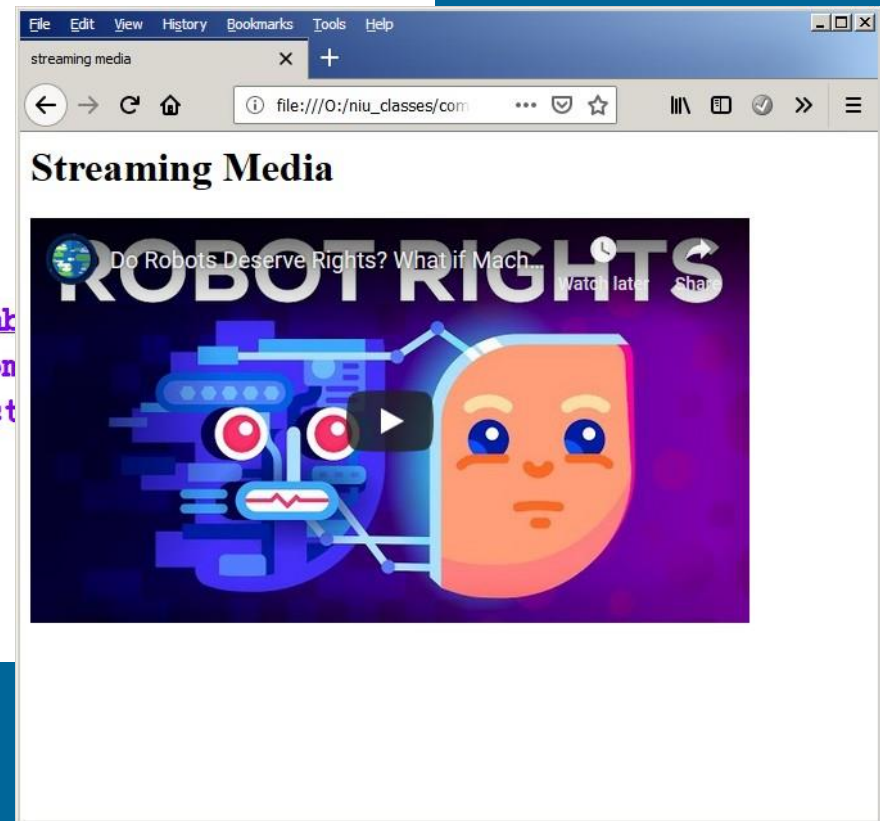 File Edit View History Bookmarks Tools Help
streaming media
file:///O:/niu_classes/com
Streaming Media
ROBOT RIGHTS
Do Robots Deserve Rights? What if Mach...
Watch later Share